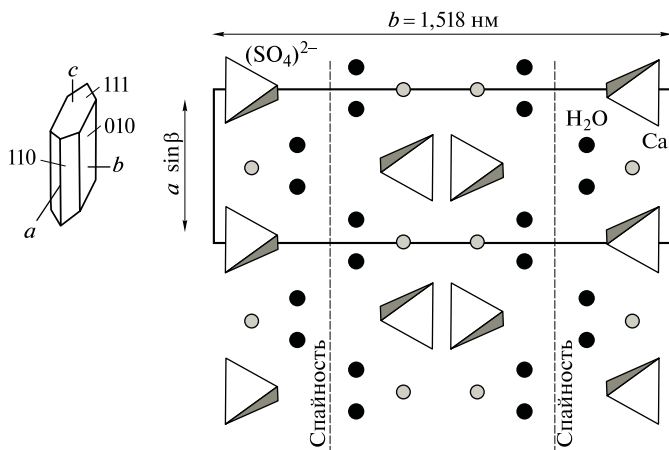 b = 1,518 нм
(SO₄)²⁻
c
111
010
110
b
a
a sinβ
H₂O
Ca
Спайность
Спайность